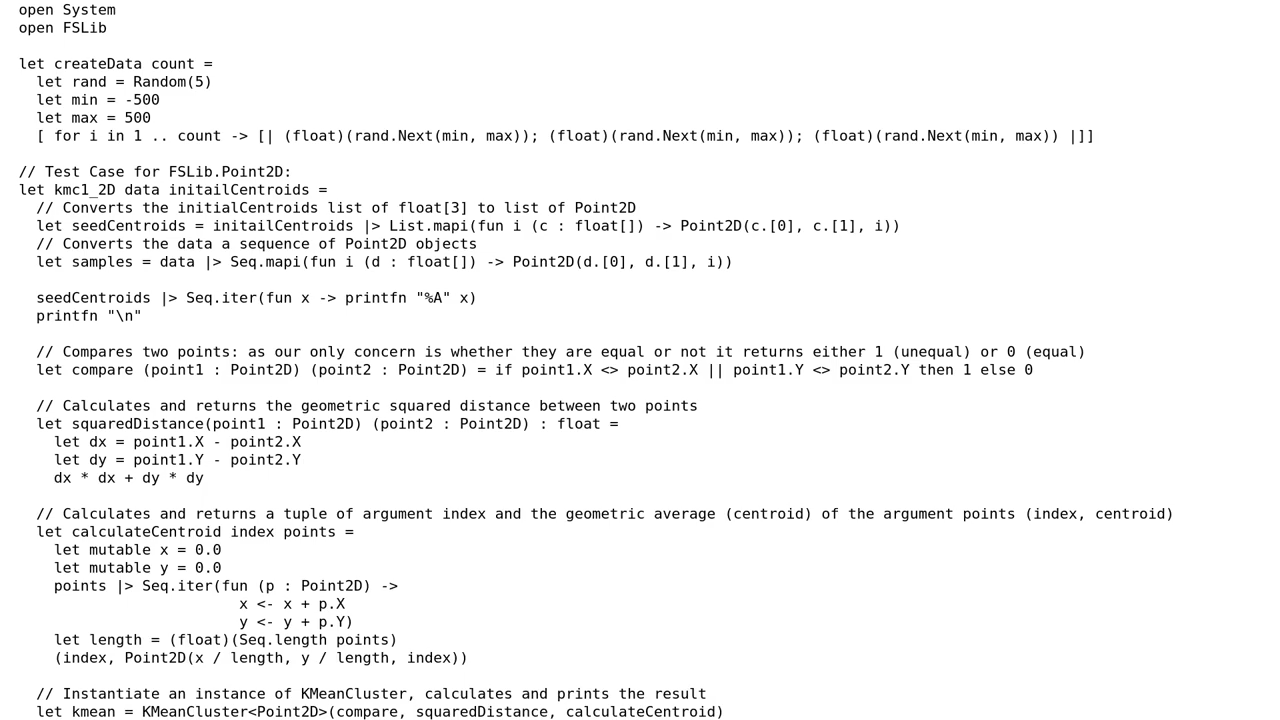 open System
open FSLib

let createData count =
  let rand = Random(5)
  let min = -500
  let max = 500
  [ for i in 1 .. count -> [| (float)(rand.Next(min, max)); (float)(rand.Next(min, max)); (float)(rand.Next(min, max)) |]]

// Test Case for FSLib.Point2D:
let kmc1_2D data initailCentroids =
  // Converts the initialCentroids list of float[3] to list of Point2D
  let seedCentroids = initailCentroids |> List.mapi(fun i (c : float[]) -> Point2D(c.[0], c.[1], i))
  // Converts the data a sequence of Point2D objects
  let samples = data |> Seq.mapi(fun i (d : float[]) -> Point2D(d.[0], d.[1], i))

  seedCentroids |> Seq.iter(fun x -> printfn "%A" x)
  printfn "\n"

  // Compares two points: as our only concern is whether they are equal or not it returns either 1 (unequal) or 0 (equal)
  let compare (point1 : Point2D) (point2 : Point2D) = if point1.X <> point2.X || point1.Y <> point2.Y then 1 else 0

  // Calculates and returns the geometric squared distance between two points
  let squaredDistance(point1 : Point2D) (point2 : Point2D) : float =
    let dx = point1.X - point2.X
    let dy = point1.Y - point2.Y
    dx * dx + dy * dy

  // Calculates and returns a tuple of argument index and the geometric average (centroid) of the argument points (index, centroid)
  let calculateCentroid index points =
    let mutable x = 0.0
    let mutable y = 0.0
    points |> Seq.iter(fun (p : Point2D) ->
                         x <- x + p.X
                         y <- y + p.Y)
    let length = (float)(Seq.length points)
    (index, Point2D(x / length, y / length, index))

  // Instantiate an instance of KMeanCluster, calculates and prints the result
  let kmean = KMeanCluster<Point2D>(compare, squaredDistance, calculateCentroid)